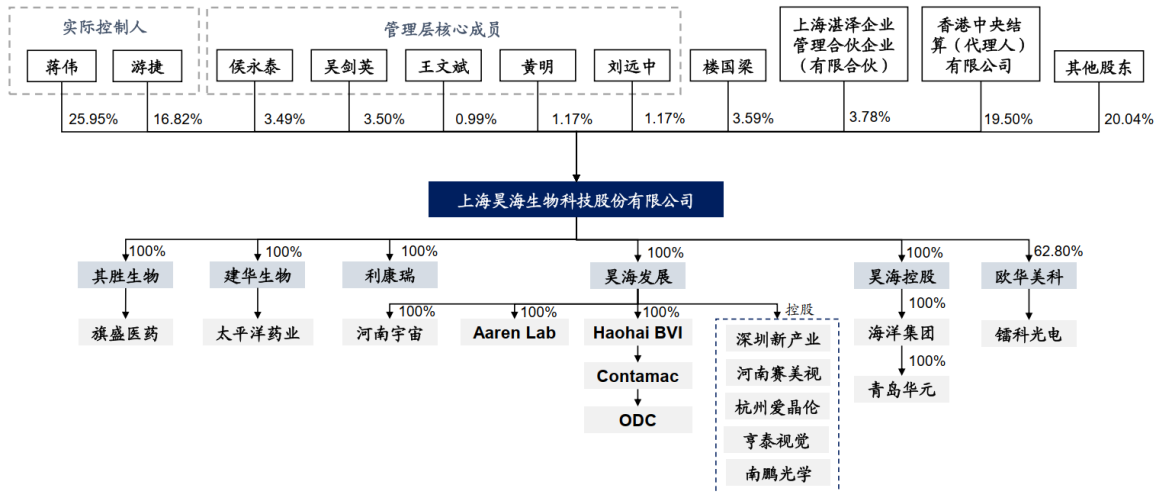 实际控制人
管理层核心成员
蒋伟
游捷
侯永泰
吴剑英
王文斌
黄明
刘远中
楼国梁
上海湛泽企业
管理合伙企业
（有限合伙）
香港中央结
算（代理人）
有限公司
其他股东
25.95%
16.82%
3.49%
3.50%
0.99%
1.17%
1.17%
3.59%
3.78%
19.50%
20.04%
上海昊海生物科技股份有限公司
100%
100%
100%
100%
100%
62.80%
其胜生物
建华生物
利康瑞
昊海发展
昊海控股
欧华美科
100%
100%
100%
控股
100%
旗盛医药
太平洋药业
河南宇宙
Aaren Lab
Haohai BVI
深圳新产业
海洋集团
镭科光电
100%
Contamac
河南赛美视
青岛华元
ODC
杭州爱晶伦
亨泰视觉
南鹏光学